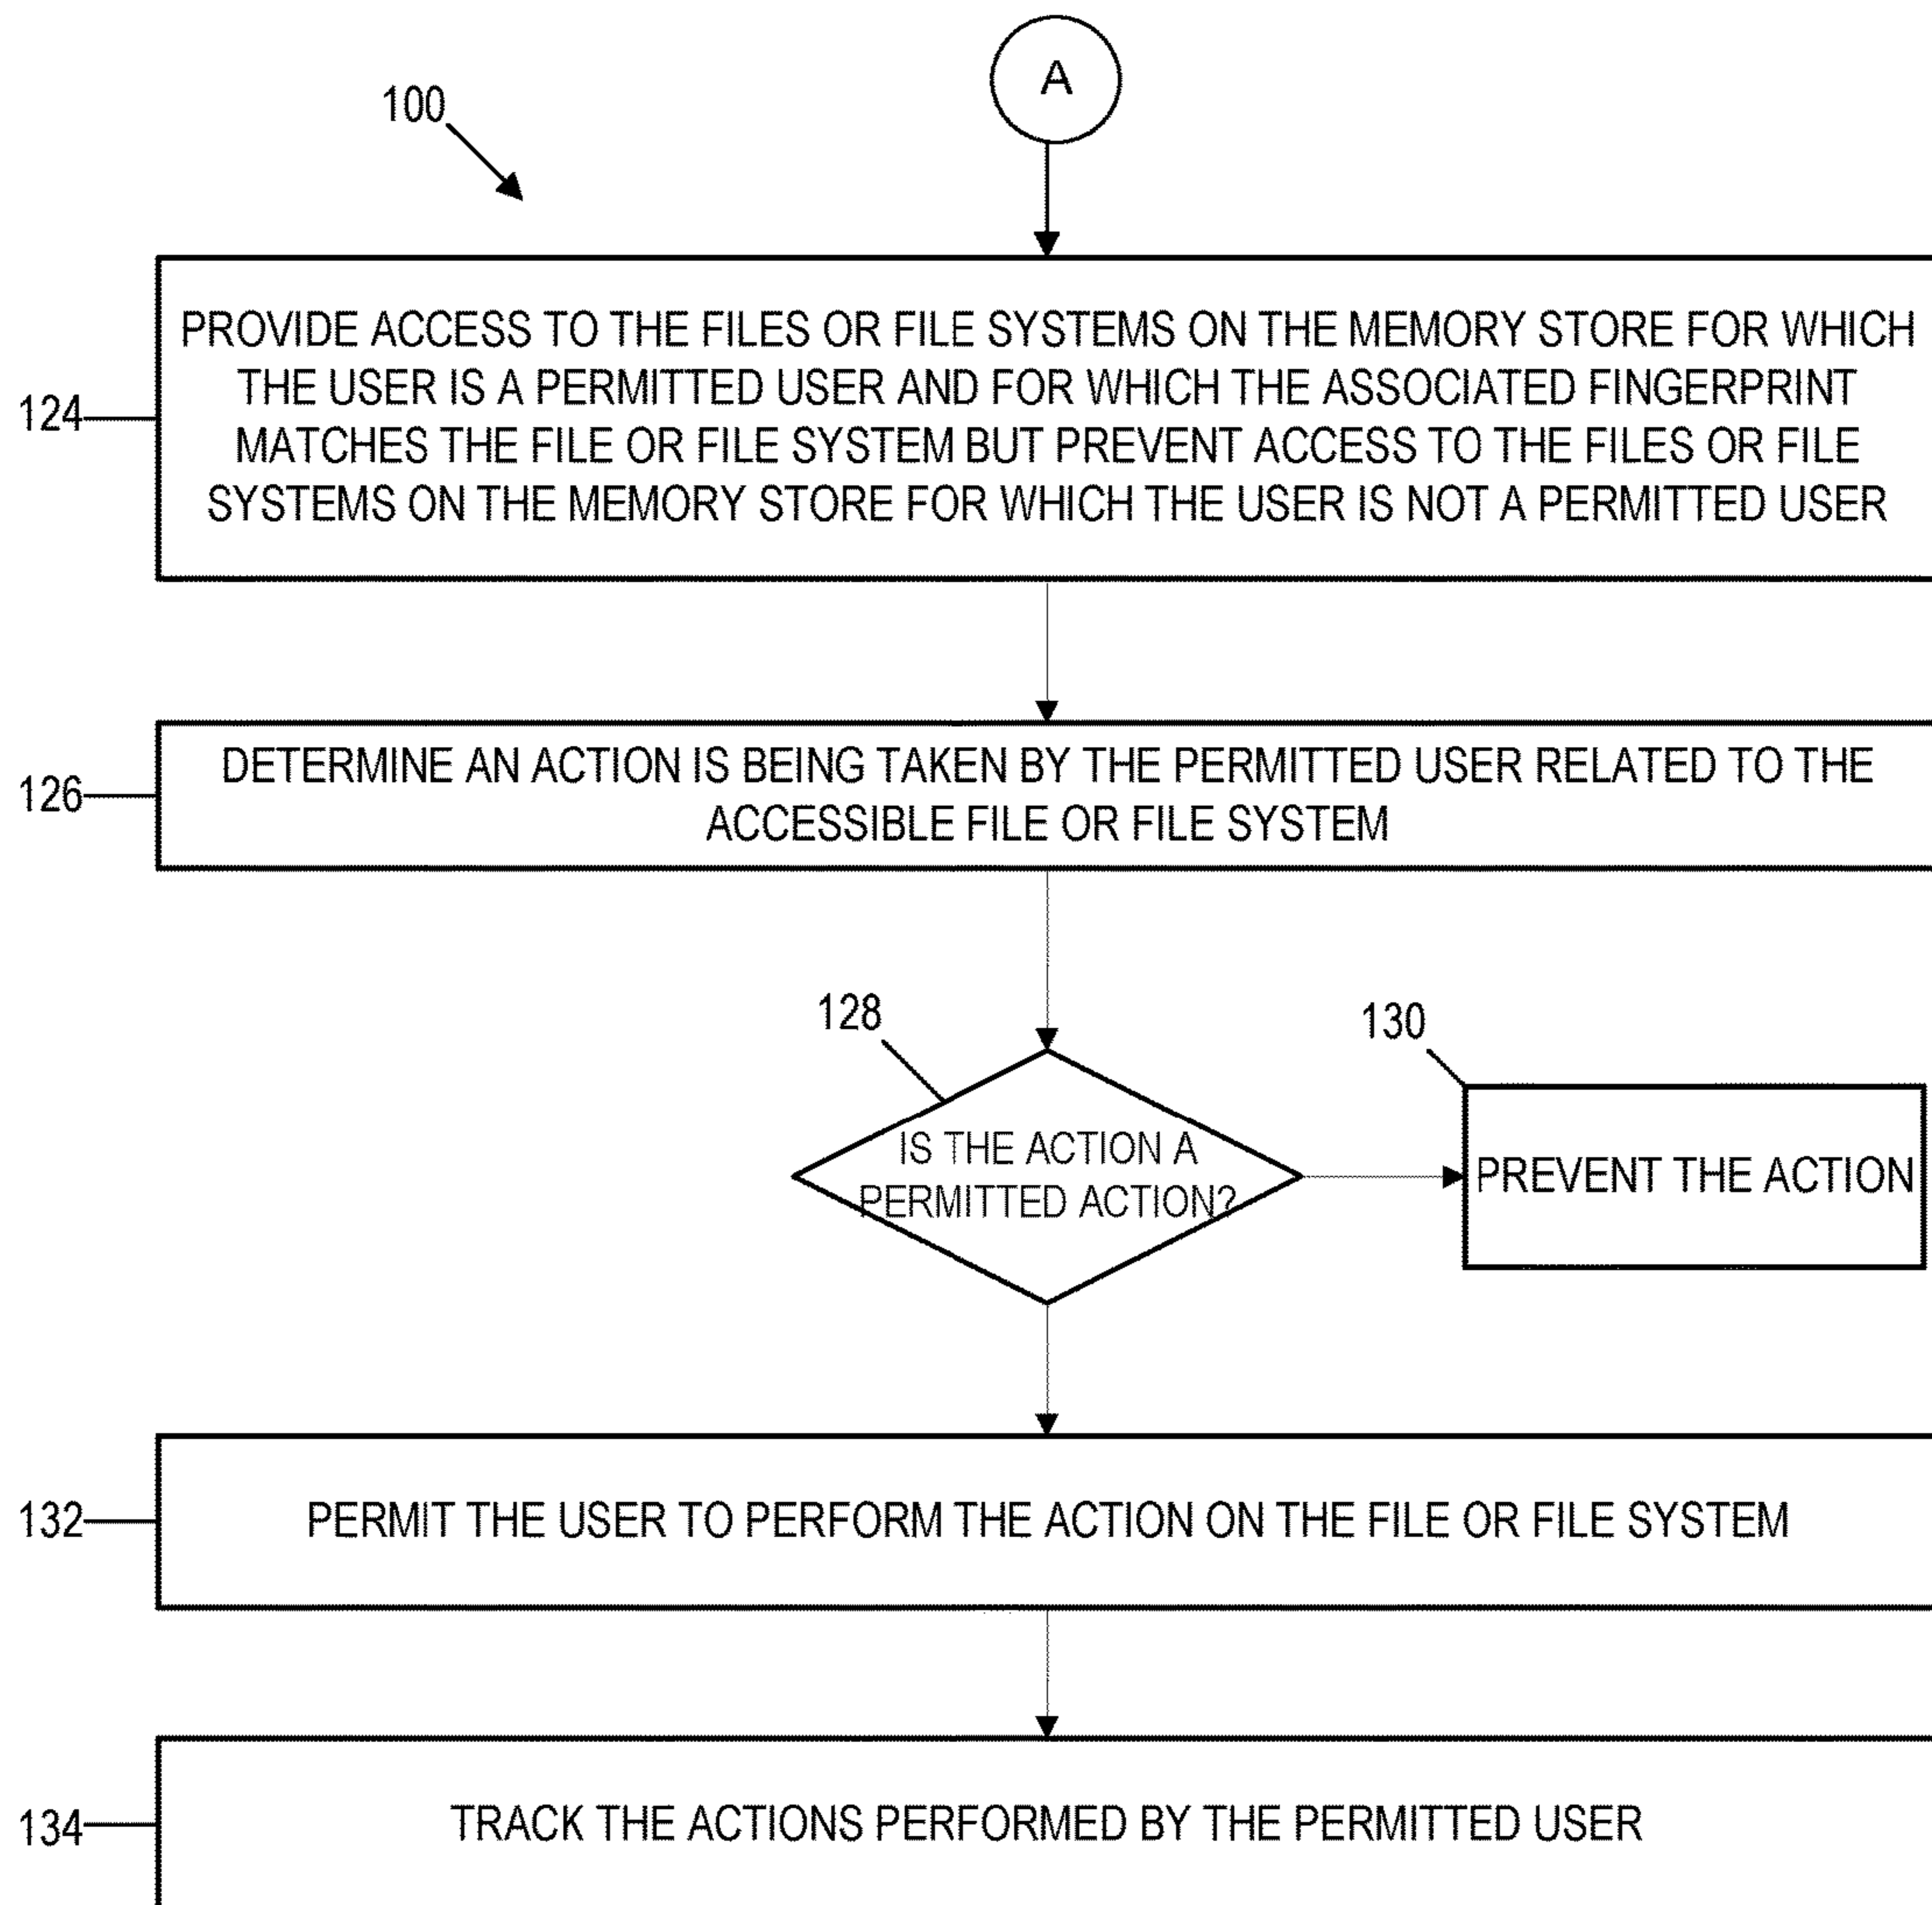 A
100
PROVIDE ACCESS TO THE FILES OR FILE SYSTEMS ON THE MEMORY STORE FOR WHICH
THE USER IS A PERMITTED USER AND FOR WHICH THE ASSOCIATED FINGERPRINT
MATCHES THE FILE OR FILE SYSTEM BUT PREVENT ACCESS TO THE FILES OR FILE
SYSTEMS ON THE MEMORY STORE FOR WHICH THE USER IS NOT A PERMITTED USER
124
DETERMINE AN ACTION IS BEING TAKEN BY THE PERMITTED USER RELATED TO THE
ACCESSIBLE FILE OR FILE SYSTEM
126
128
IS THE ACTION A
PERMITTED ACTION?
130
PREVENT THE ACTION
132
PERMIT THE USER TO PERFORM THE ACTION ON THE FILE OR FILE SYSTEM
134
TRACK THE ACTIONS PERFORMED BY THE PERMITTED USER